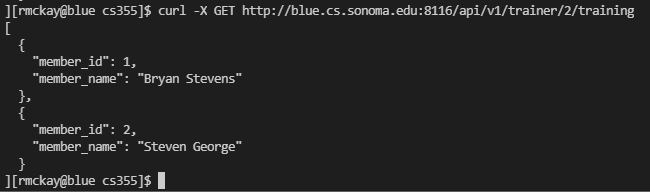 ][rmckay@blue cs355]$ curl -X GET http://blue.cs.sonoma.edu:8116/api/v1/trainer/2/training
[
  {
    "member_id": 1,
    "member_name": "Bryan Stevens"
  },
  {
    "member_id": 2,
    "member_name": "Steven George"
  }
][rmckay@blue cs355]$